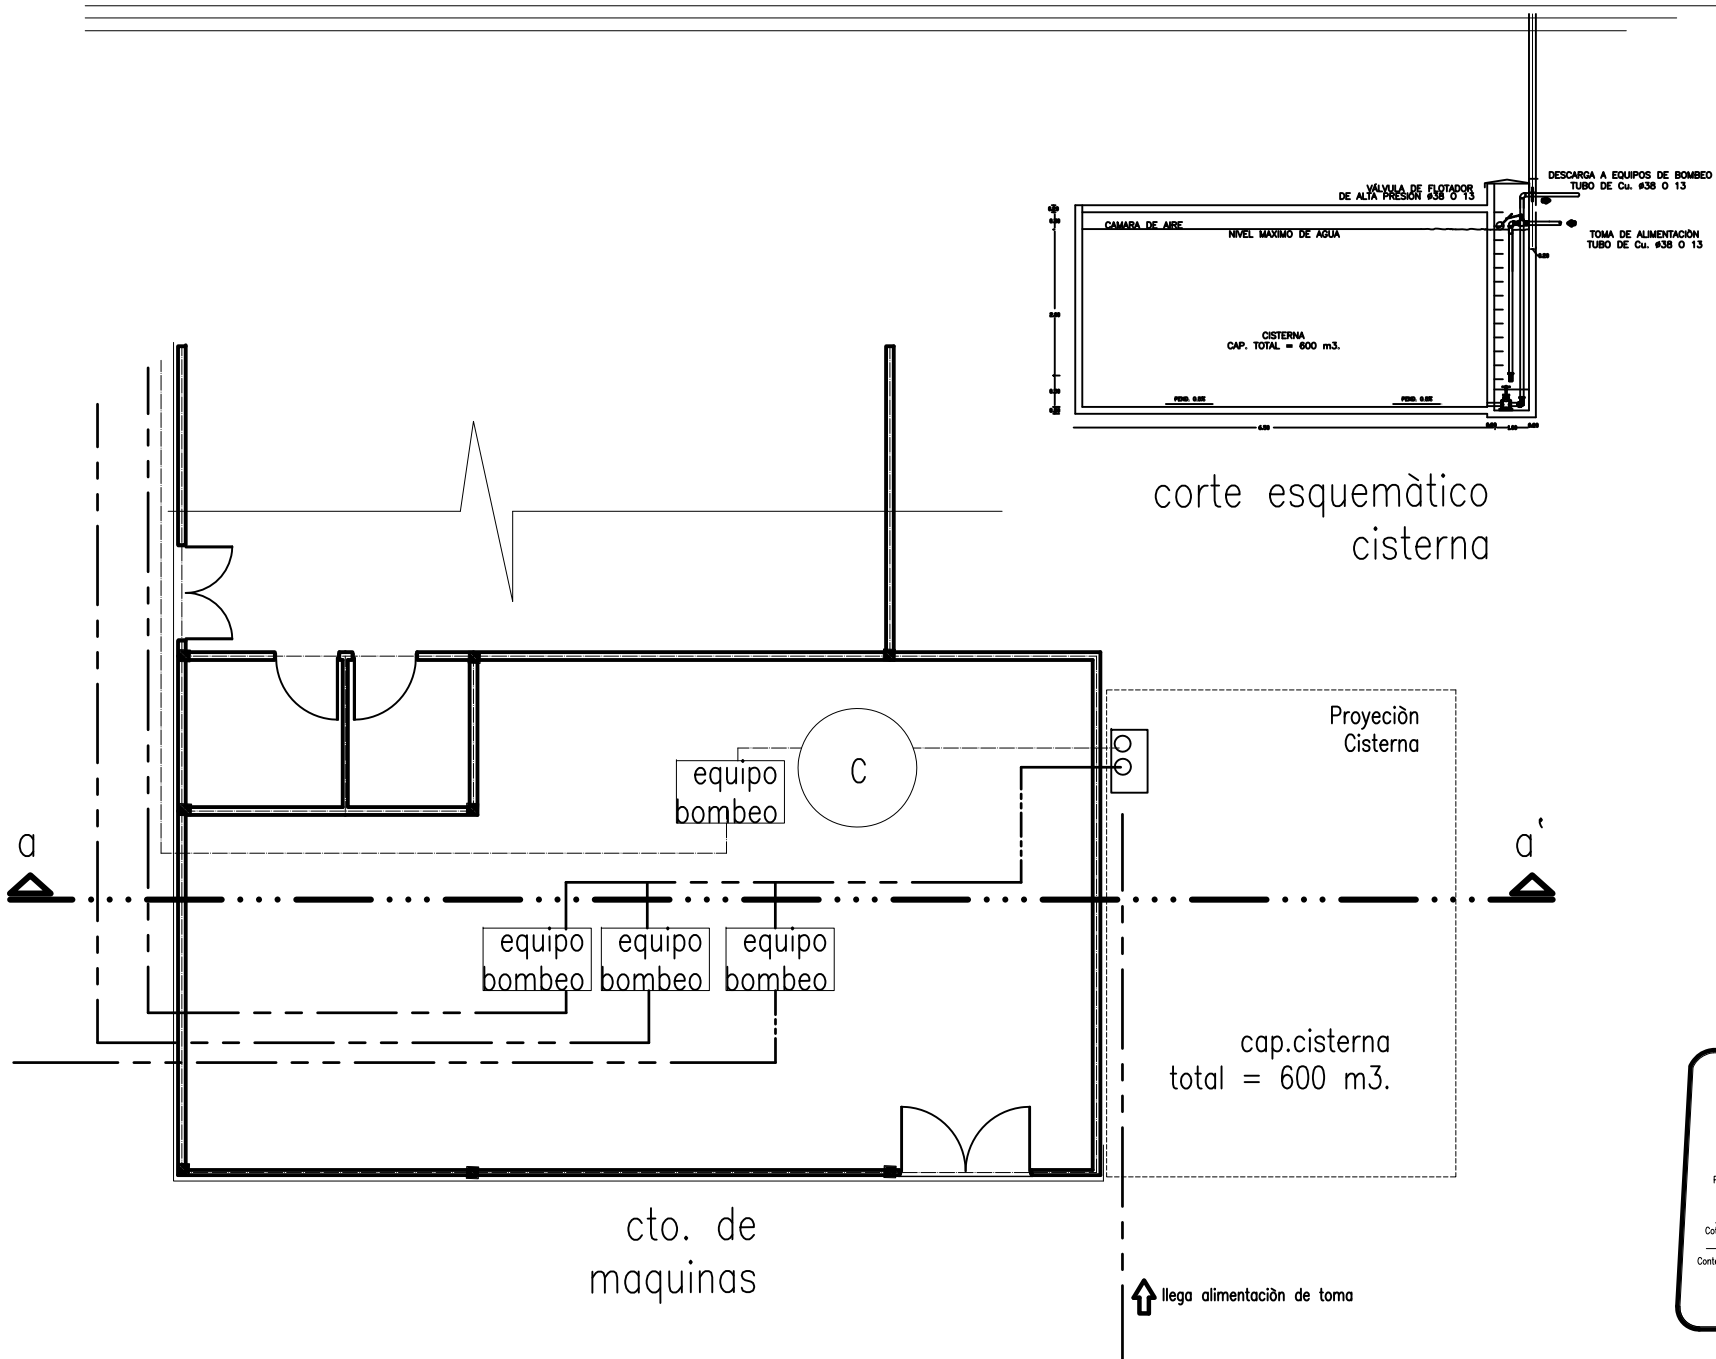 VÁLVULA DE FLOTADOR
DE ALTA PRESIÓN ø38 O 13
DESCARGA A EQUIPOS DE BOMBEO
TUBO DE Cu. ø38 O 13
CAMARA DE AIRE
NIVEL MAXIMO DE AGUA
TOMA DE ALIMENTACIÒN
TUBO DE Cu. ø38 O 13
CISTERNA
CAP. TOTAL = 600 m3.
corte esquemàtico
cisterna
Proyeciòn
Cisterna
equipo
bombeo
C
a
a‘
equipo
bombeo
equipo
bombeo
equipo
bombeo
cap.cisterna
total = 600 m3.
cto. de
maquinas
llega alimentaciòn de toma